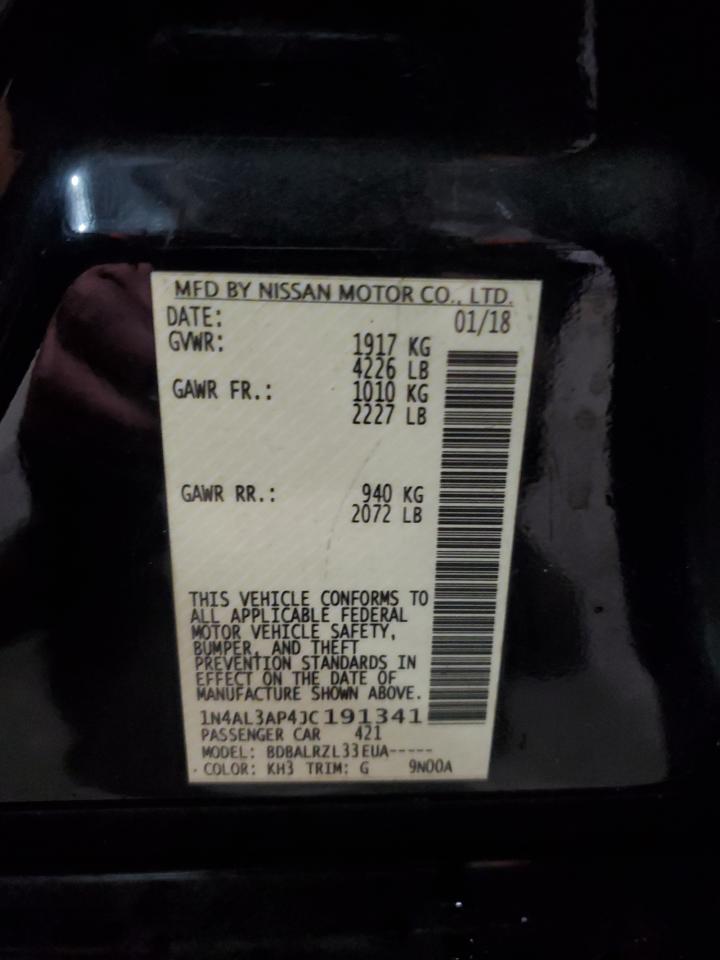 MFD BY NISSAN MOTOR CO., LTD.
DATE: 01/18
GVWR: 1917 KG
4226 LB
GAWR FR.: 1010 KG
2227 LB
GAWR RR.: 940 KG
2072 LB
THIS VEHICLE CONFORMS TO
ALL APPLICABLE FEDERAL
MOTOR VEHICLE SAFETY,
BUMPER, AND THEFT
PREVENTION STANDARDS IN
EFFECT ON THE DATE OF
MANUFACTURE SHOWN ABOVE.
1N4AL3AP4JC191341
PASSENGER CAR 421
MODEL: BDBALRZL33EUA-----
COLOR: KH3 TRIM: G 9N00A